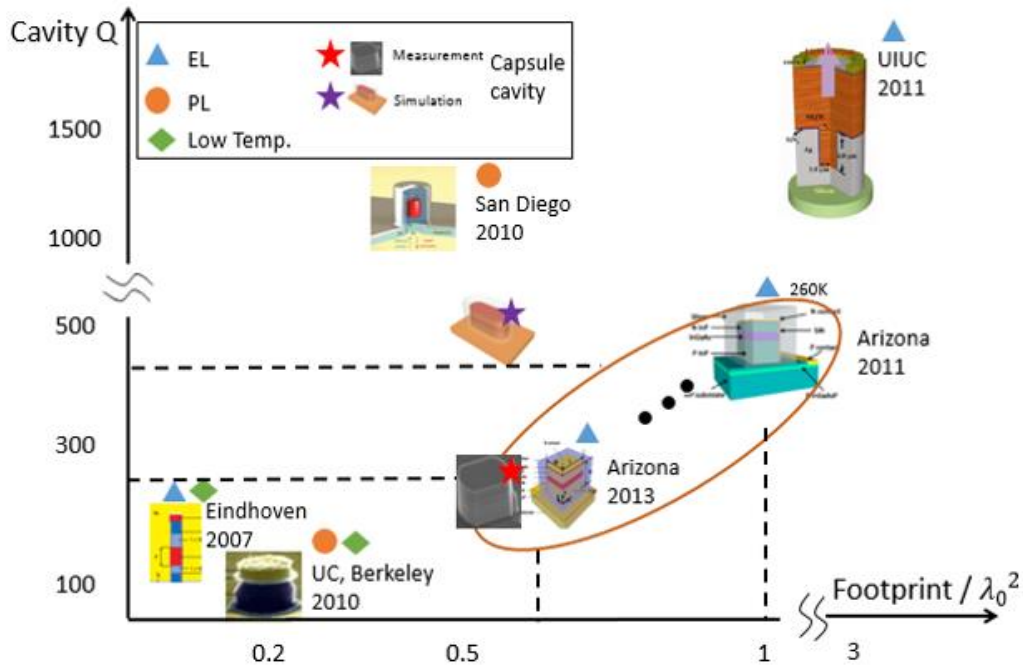 Cavity Q
EL
PL
Low Temp.
Measurement
Simulation
Capsule
cavity
UIUC
2011
1500
San Diego
2010
1000
260K
500
Arizona
2011
300
Arizona
2013
Eindhoven
2007
UC, Berkeley
2010
100
Footprint / λ₀²
0.2
0.5
1
3